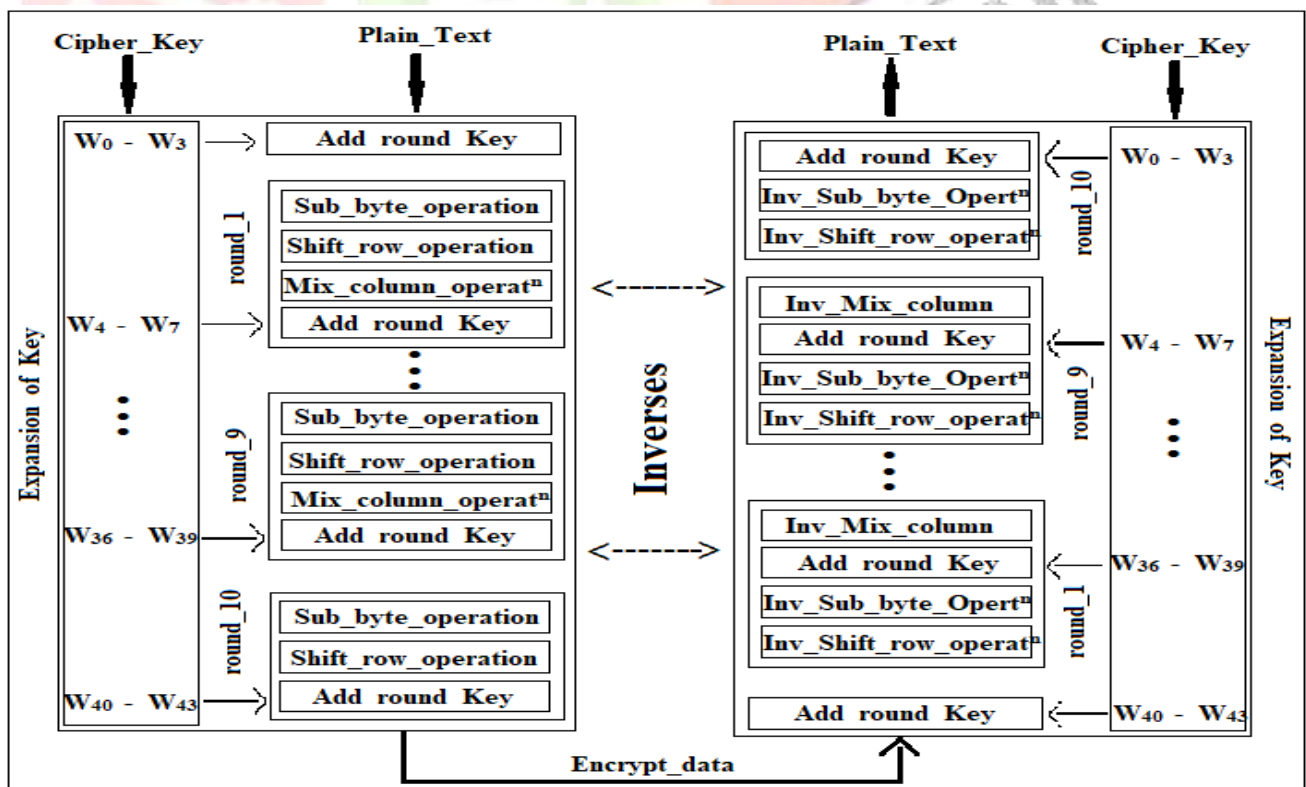 Cipher_Key
Plain_Text
Expansion of Key
W0 - W3
Add round Key
round_1
Sub_byte_operation
Shift_row_operation
Mix_column_operatⁿ
W4 - W7
Add round Key
round_9
Sub_byte_operation
Shift_row_operation
Mix_column_operatⁿ
W36 - W39
Add round Key
round_10
Sub_byte_operation
Shift_row_operation
W40 - W43
Add round Key
<------->
Inverses
<------->
Encrypt_data
Plain_Text
Cipher_Key
Add round Key
W0 - W3
Inv_Sub_byte_Opertⁿ
Inv_Shift_row_operatⁿ
round_10
Inv_Mix_column
Add round Key
W4 - W7
Inv_Sub_byte_Opertⁿ
Inv_Shift_row_operatⁿ
round_9
Inv_Mix_column
Add round Key
W36 - W39
Inv_Sub_byte_Opertⁿ
Inv_Shift_row_operatⁿ
round_1
Add round Key
W40 - W43
Expansion of Key